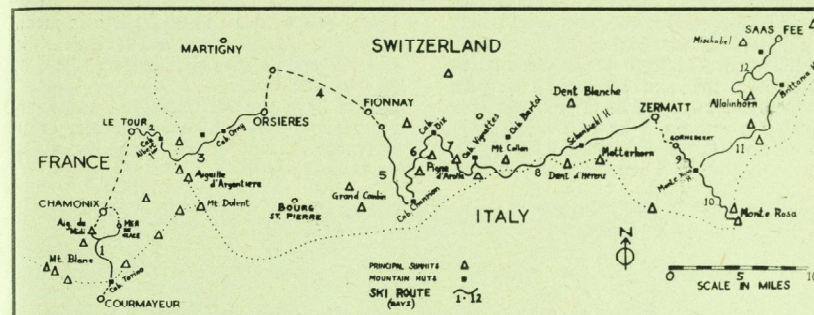 SAAS FEE
Mischabel
MARTIGNY
SWITZERLAND
12
Brittania H
4
Dent Blanche
Allalinhorn
LE TOUR
FIONNAY
ZERMATT
2
ORSIERES
Cab. Dix
Cab. Bertol
Schonbuhl H.
GORNERGRAT
11
Cab. Orny
3
6
7
Cab. Vignettes
Mt Collon
Matterhorn
9
FRANCE
Pigne d'Arolla
8
Dent d'Herens
Aiguille d'Argentiere
5
Grand Combin
CHAMONIX
BOURG
ST. PIERRE
Cab. Chanrion
10
Monte Rosa
Mt. Dolent
MER DE GLACE
Aig. du Midi
ITALY
1
N
Mt. Blanc
Cab. Torino
PRINCIPAL SUMMITS
MOUNTAIN HUTS
SKI ROUTE 1-12
(DAYS)
0 5 10
SCALE IN MILES
COURMAYEUR